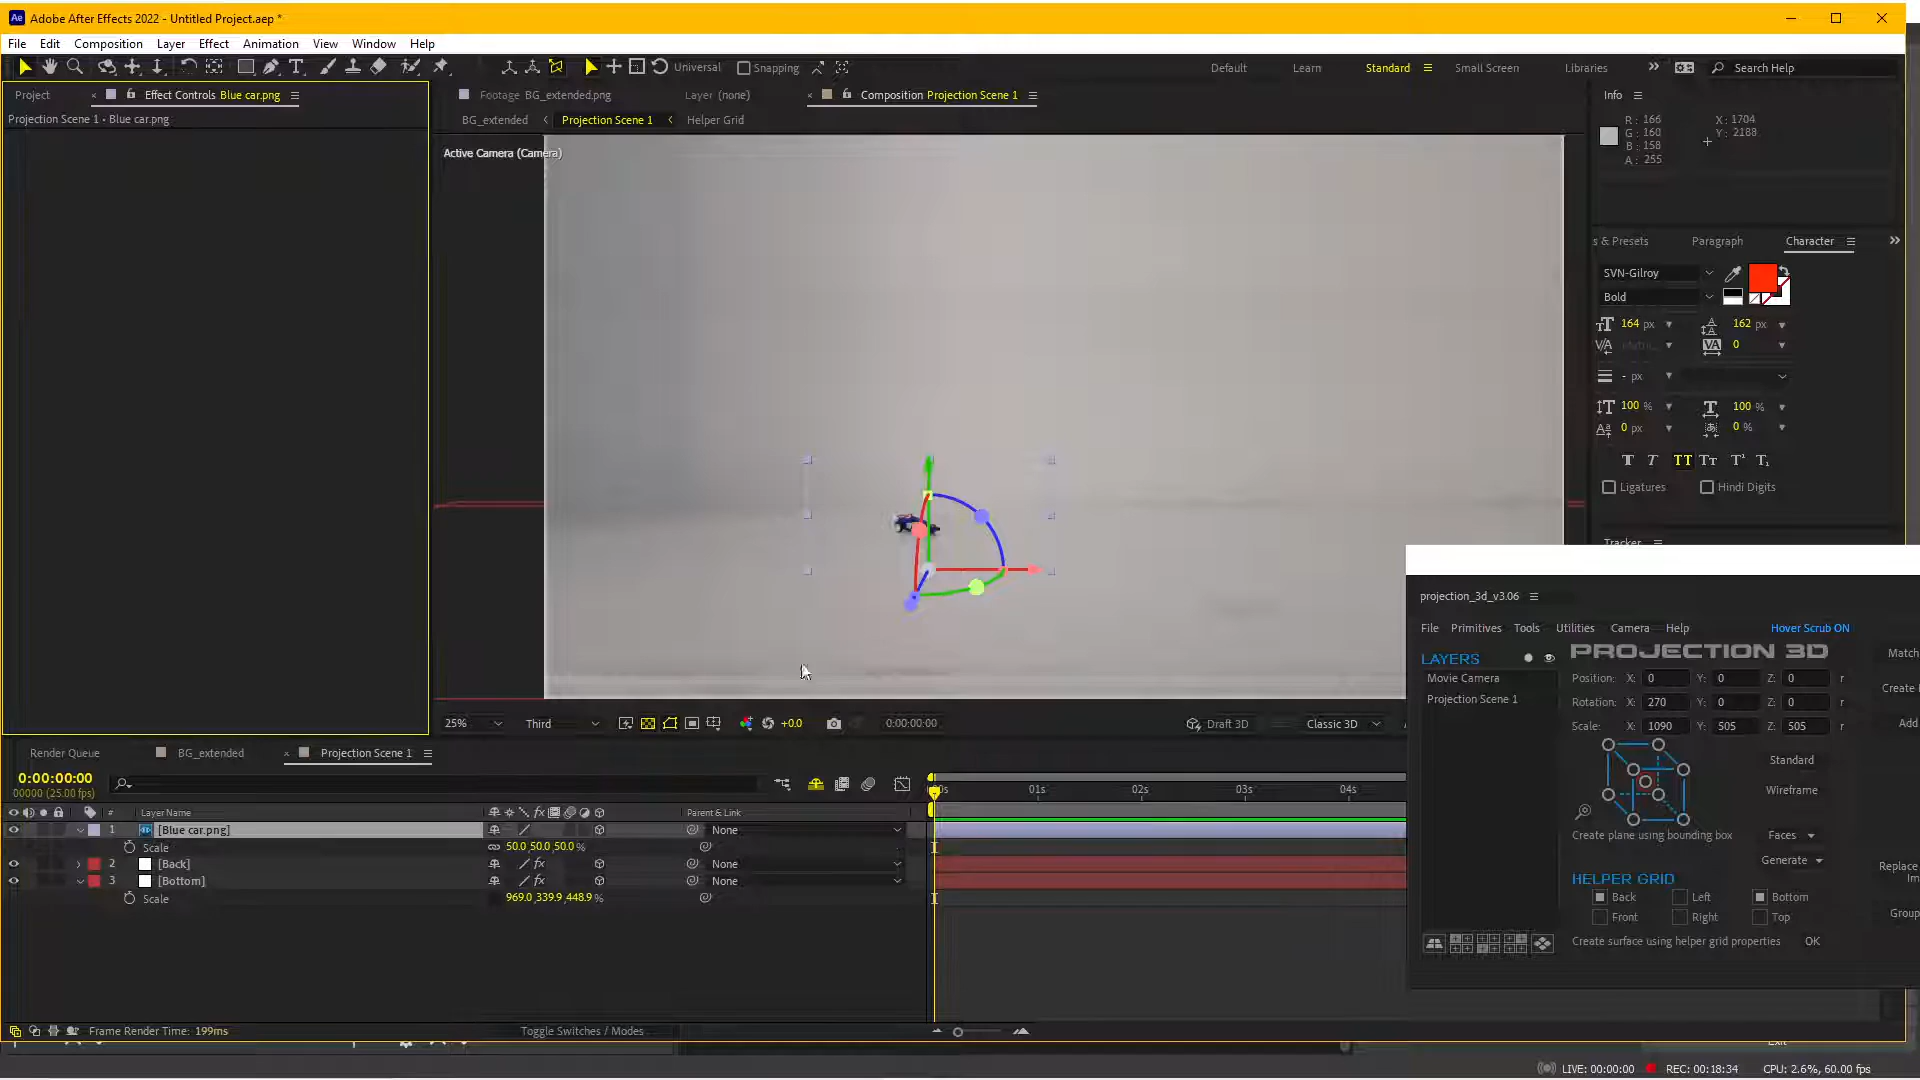 Adobe After Effects 2022 - Untitled Project.aep *
File Edit Composition Layer Effect Animation View Window Help
Universal Snapping Default Learn Standard Small Screen Libraries Search Help
Project Effect Controls Blue car.png Footage BG_extended.png Layer (none) Composition Projection Scene 1 Info
Projection Scene 1 - Blue car.png
BG_extended Projection Scene 1 Helper Grid
R: 166 X: 1704
G: 160 Y: 2188
B: 158
A: 255
Active Camera (Camera)
s & Presets Paragraph Character
SVN-Gilroy
Bold
164 px 162 px
0
- px
100 % 100 %
0 px 0 %
Ligatures Hindi Digits
Tracker
projection_3d_v3.06
File Primitives Tools Utilities Camera Help Hover Scrub ON
LAYERS PROJECTION 3D Match
Movie Camera Position: X: 0 Y: 0 Z: 0 r
Create
Projection Scene 1 Rotation: X: 270 Y: 0 Z: 0 r
Scale: X: 1090 Y: 505 Z: 505 r Add
Standard
Wireframe
Create plane using bounding box Faces
Generate
Replace
Im
HELPER GRID
Back Left Bottom
Front Right Top
Group
Create surface using helper grid properties OK
25% Third +0.0 0:00:00:00 Draft 3D Classic 3D
Render Queue BG_extended Projection Scene 1
0:00:00:00
00000 (25.00 fps)
01s 02s 03s 04s
# Layer Name Parent & Link
1 [Blue car.png] None
Scale 50.0,50.0,50.0 %
2 [Back] None
3 [Bottom] None
Scale 969.0,339.9,448.9 %
Frame Render Time: 199ms Toggle Switches / Modes
Exit
LIVE: 00:00:00 REC: 00:18:34 CPU: 2.6%, 60.00 fps